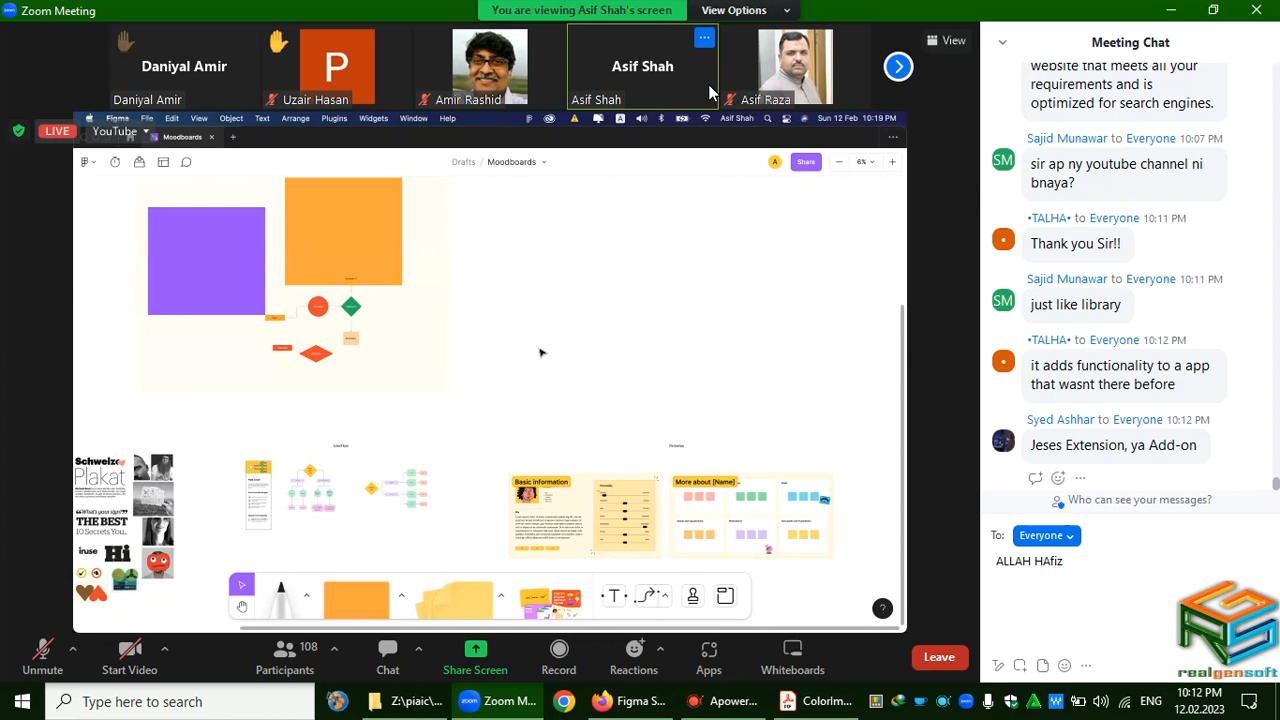 Zoom Meeting
You are viewing Asif Shah's screen
View Options
Daniyal Amir
Daniyal Amir
P
Uzair Hasan
Amir Rashid
Asif Shah
Asif Shah
Asif Raza
View
Figma File Edit View Object Text Arrange Plugins Widgets Window Help
A
Asif Shah
Sun 12 Feb 10:19 PM
LIVE
YouTube
Moodboards
Drafts / Moodboards
A
Share
6%
Schweizer
Plakat
"What's your sign?"
THE BEST
10 Secrets You...
inuse
Hi
Basic information
More about [Name]
T
?
Meeting Chat
website that meets all your
requirements and is
optimized for search engines.
Sajid Munawar to Everyone 10:07 PM
SM
sir ap ny youtube channel ni
bnaya?
•TALHA• to Everyone 10:11 PM
Thank you Sir!!
Sajid Munawar to Everyone 10:11 PM
SM
just like library
•TALHA• to Everyone 10:12 PM
it adds functionality to a app
that wasnt there before
Syed Ashhar to Everyone 10:12 PM
Jeses Extension, ya Add-on
Who can see your messages?
To: Everyone
ALLAH HAfiz
realgensoft
Unmute
Start Video
108
Participants
Chat
Share Screen
Record
Reactions
Apps
Whiteboards
Leave
Type here to search
Z:\piaic\...
Zoom M...
Figma S...
Apower...
ColorIm...
ENG
10:12 PM
12.02.2023